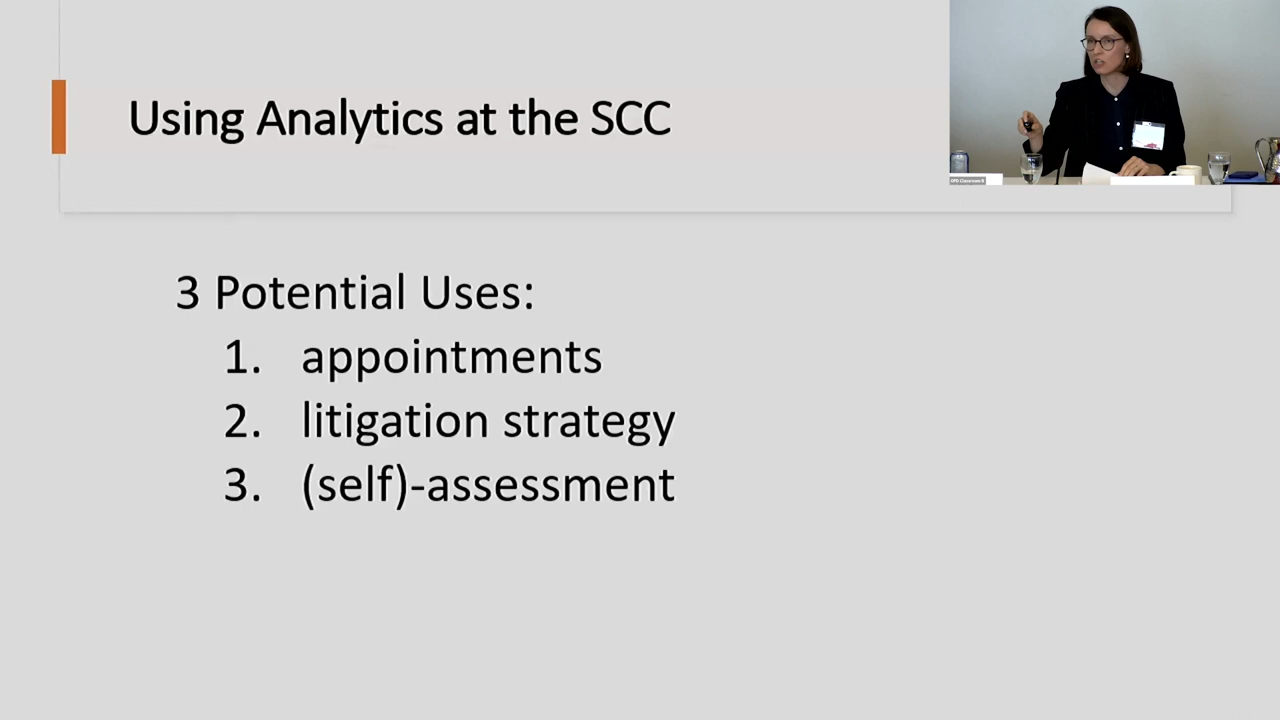 Using Analytics at the SCC
3 Potential Uses:
1. appointments
2. litigation strategy
3. (self)-assessment